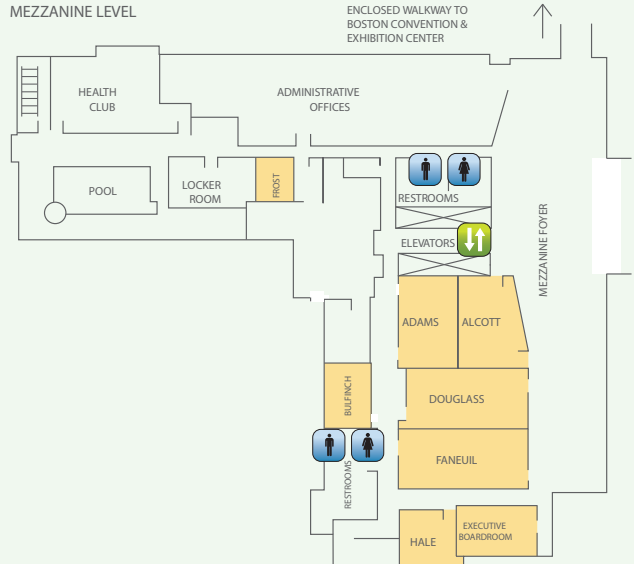 MEZZANINE LEVEL
ENCLOSED WALKWAY TO
BOSTON CONVENTION &
EXHIBITION CENTER
HEALTH
CLUB
ADMINISTRATIVE
OFFICES
POOL
LOCKER
ROOM
FROST
RESTROOMS
ELEVATORS
MEZZANINE FOYER
ADAMS
ALCOTT
BULFINCH
DOUGLASS
FANEUIL
RESTROOMS
HALE
EXECUTIVE
BOARDROOM